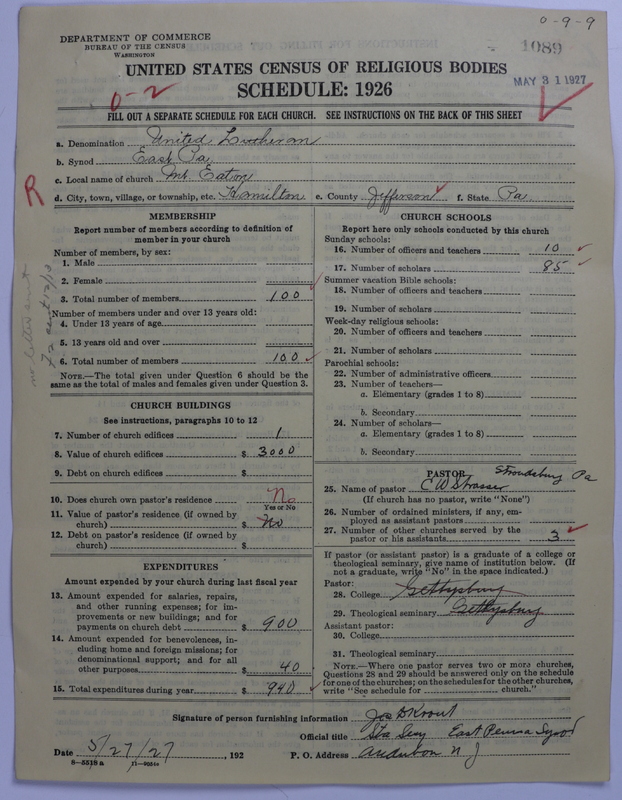 0-9-9
DEPARTMENT OF COMMERCE
BUREAU OF THE CENSUS
WASHINGTON
1089
UNITED STATES CENSUS OF RELIGIOUS BODIES
MAY 31 1927
SCHEDULE: 1926
0-2
FILL OUT A SEPARATE SCHEDULE FOR EACH CHURCH. SEE INSTRUCTIONS ON THE BACK OF THIS SHEET
a. Denomination United Lutheran
b. Synod East Pa
c. Local name of church Mt Eaton
R
d. City, town, village, or township, etc. Hamilton e. County Jefferson f. State Pa
MEMBERSHIP
Report number of members according to definition of
member in your church
Number of members, by sex:
1. Male
2. Female
3. Total number of members 100
Number of members under and over 13 years old:
4. Under 13 years of age
5. 13 years old and over
6. Total number of members 100
NOTE.—The total given under Question 6 should be the
same as the total of males and females given under Question 3.
CHURCH BUILDINGS
See instructions, paragraphs 10 to 12
7. Number of church edifices 1
8. Value of church edifices $ 3000
9. Debt on church edifices $
10. Does church own pastor's residence No
Yes or No
11. Value of pastor's residence (if owned by
church) $ No
12. Debt on pastor's residence (if owned by
church) $
EXPENDITURES
Amount expended by your church during last fiscal year
13. Amount expended for salaries, repairs,
and other running expenses; for im-
provements or new buildings; and for
payments on church debt $ 900
14. Amount expended for benevolences, in-
cluding home and foreign missions; for
denominational support; and for all
other purposes $ 40
15. Total expenditures during year $ 940
CHURCH SCHOOLS
Report here only schools conducted by this church
Sunday schools:
16. Number of officers and teachers 10
17. Number of scholars 85
Summer vacation Bible schools:
18. Number of officers and teachers
19. Number of scholars
Week-day religious schools:
20. Number of officers and teachers
21. Number of scholars
Parochial schools:
22. Number of administrative officers
23. Number of teachers—
a. Elementary (grades 1 to 8)
b. Secondary
24. Number of scholars—
a. Elementary (grades 1 to 8)
b. Secondary
PASTOR Stroudsburg Pa
25. Name of pastor C W Strasser
(If church has no pastor, write "None")
26. Number of ordained ministers, if any, em-
ployed as assistant pastors
27. Number of other churches served by the
pastor or his assistants 3
If pastor (or assistant pastor) is a graduate of a college or
theological seminary, give name of institution below. (If
not a graduate, write "No" in the space indicated.)
Pastor:
28. College Gettysburg
29. Theological seminary Gettysburg
Assistant pastor:
30. College
31. Theological seminary
NOTE.—Where one pastor serves two or more churches,
Questions 28 and 29 should be answered only on the schedule
for one of the churches; on the schedules for the other churches,
write "See schedule for church."
Signature of person furnishing information Jos D Krout
Official title Sta Secy East Penna Synod
Date 5/27/27, 192 P. O. Address Audubon N J
8—5518 a